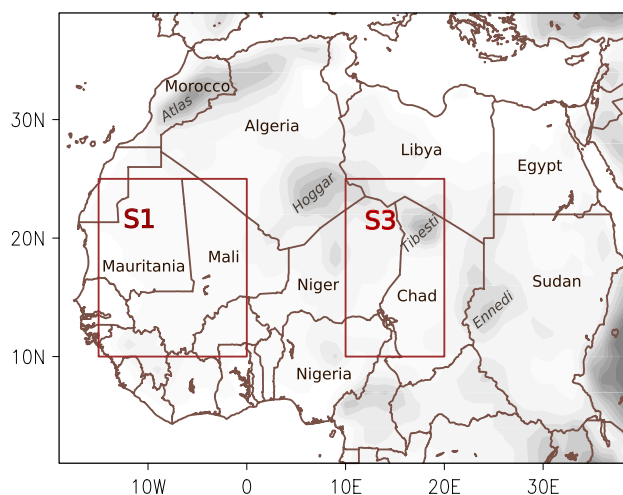 Morocco
Atlas
30N
Algeria
Libya
Egypt
Hoggar
S1
S3
20N
Tibesti
Mauritania
Mali
Niger
Chad
Sudan
Ennedi
10N
Nigeria
10W
0
10E
20E
30E